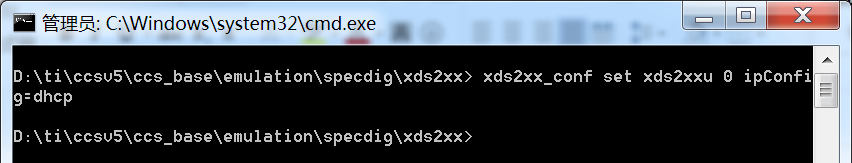 管理员: C:\Windows\system32\cmd.exe
D:\ti\ccsv5\ccs_base\emulation\specdig\xds2xx> xds2xx_conf set xds2xxu 0 ipConfi
g=dhcp
D:\ti\ccsv5\ccs_base\emulation\specdig\xds2xx>